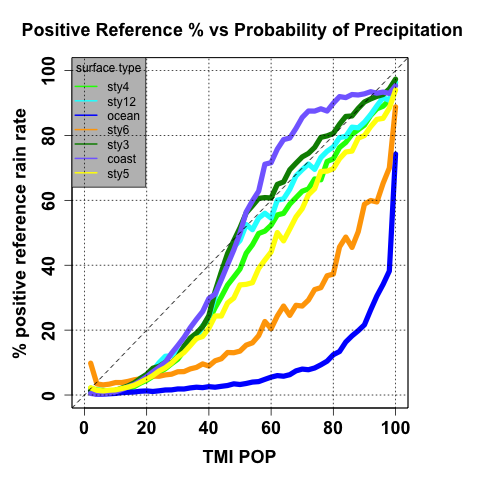 Positive Reference % vs Probability of Precipitation
% positive reference rain rate
100
80
60
40
20
0
surface type
sty4
sty12
ocean
sty6
sty3
coast
sty5
0 20 40 60 80 100
TMI POP